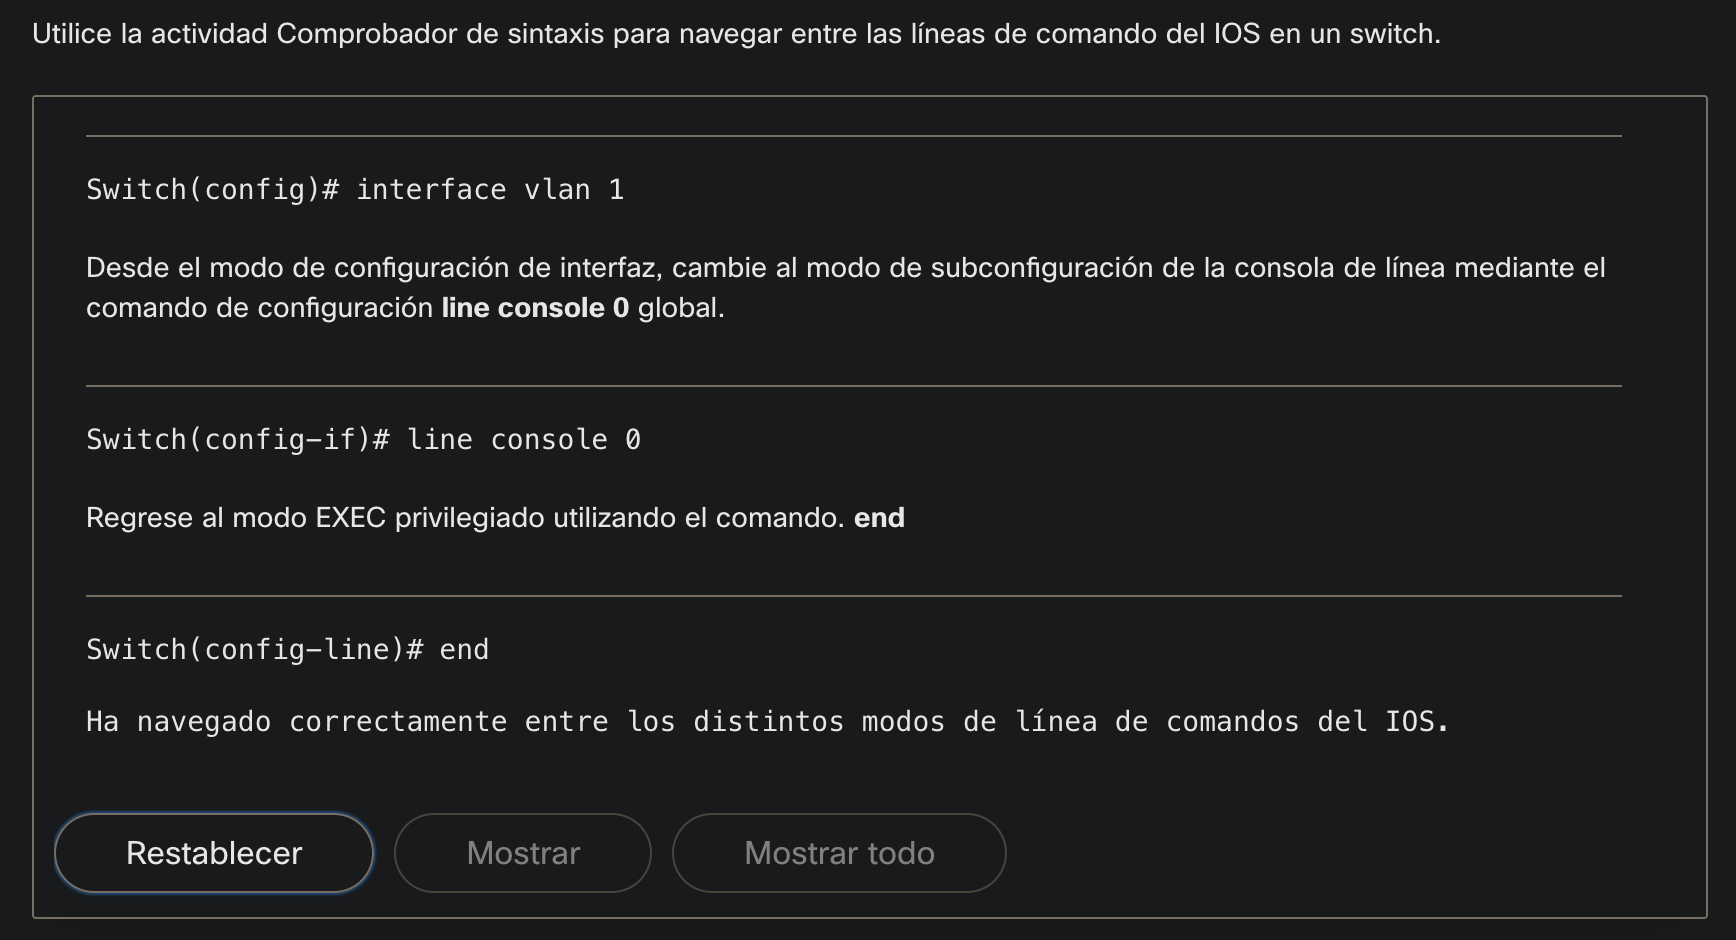 Utilice la actividad Comprobador de sintaxis para navegar entre las líneas de comando del IOS en un switch.
Switch(config)# interface vlan 1
Desde el modo de configuración de interfaz, cambie al modo de subconfiguración de la consola de línea mediante el
comando de configuración line console 0 global.
Switch(config-if)# line console 0
Regrese al modo EXEC privilegiado utilizando el comando. end
Switch(config-line)# end
Ha navegado correctamente entre los distintos modos de línea de comandos del IOS.
Restablecer Mostrar Mostrar todo